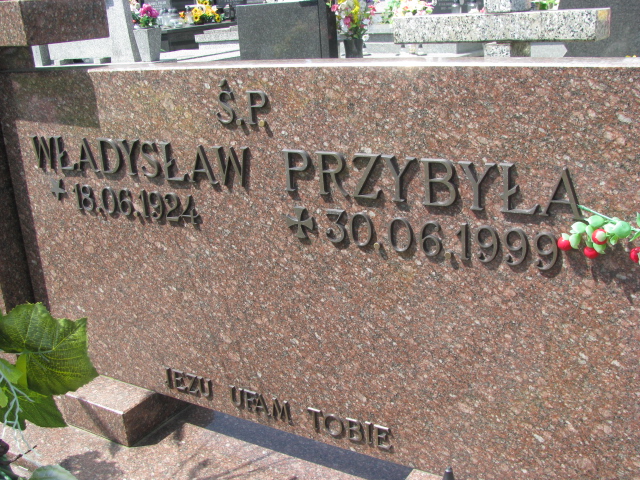 Ś.P.
WŁADYSŁAW PRZYBYŁA
18.06.1924 30.06.1999
JEZU UFAM TOBIE